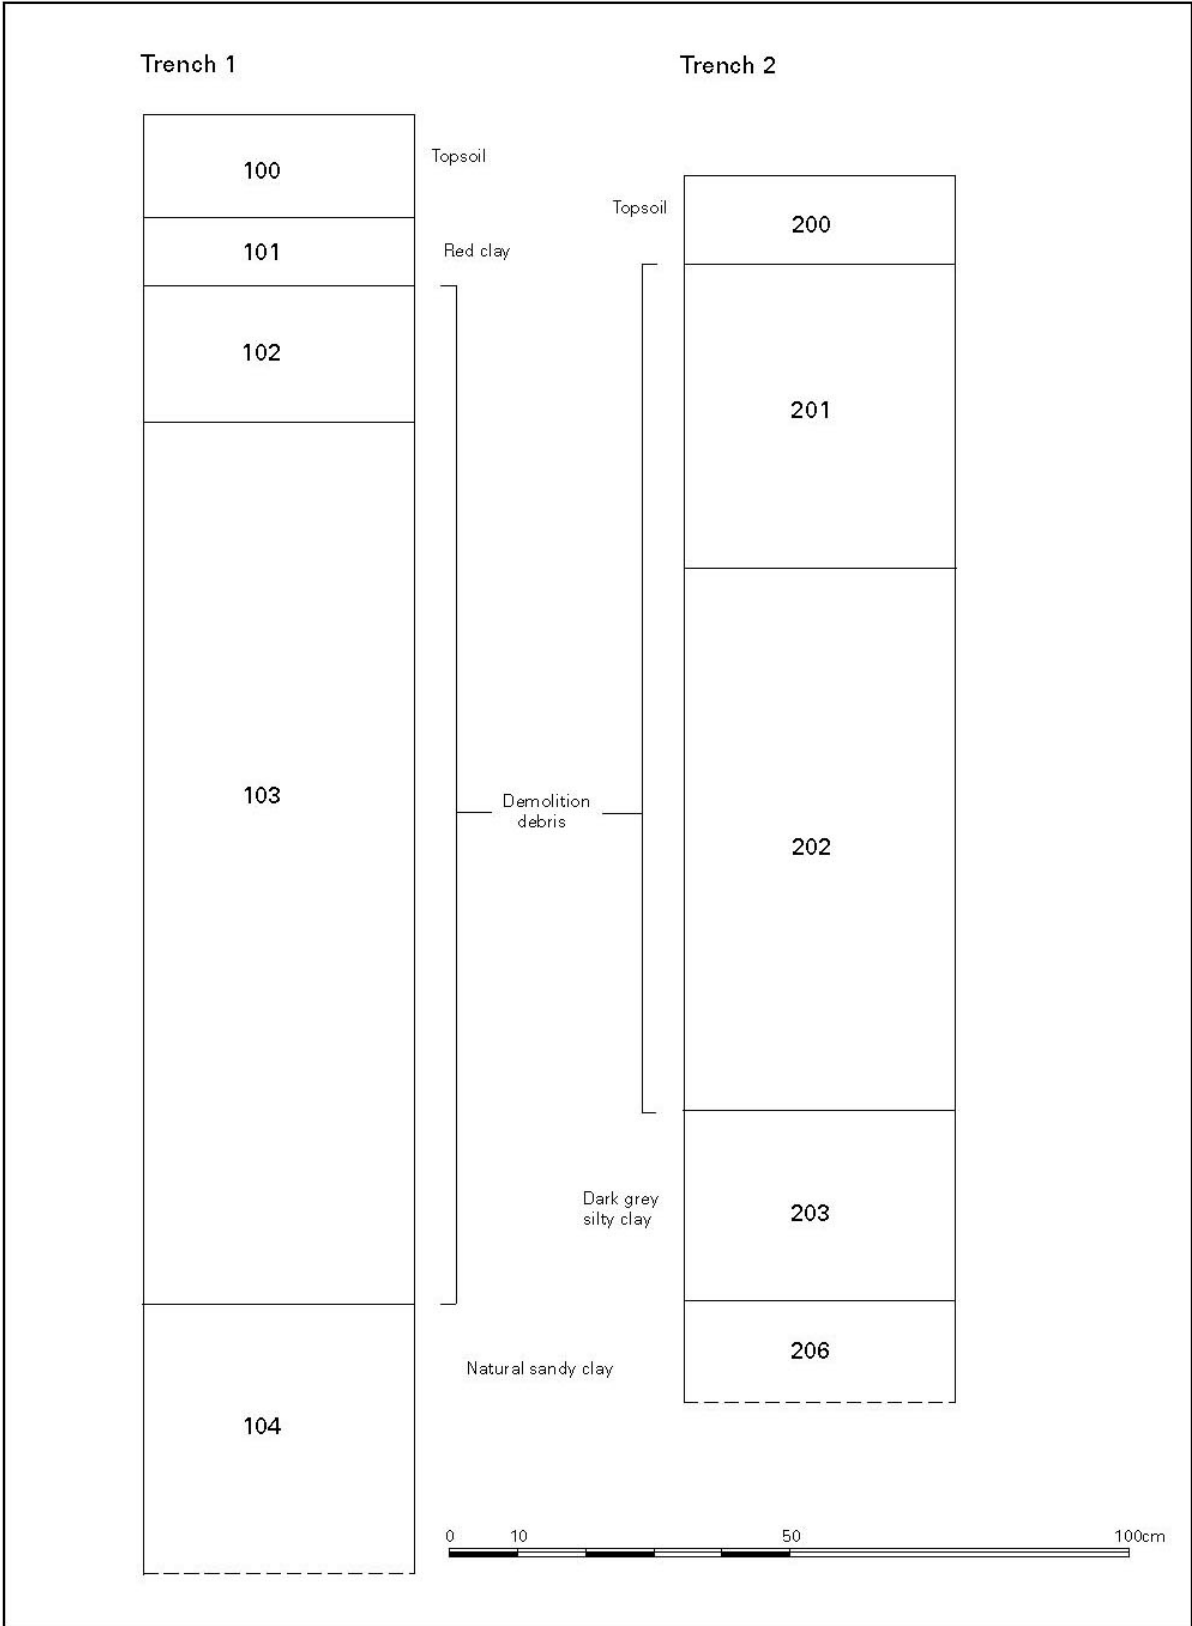 Trench 1
100
Topsoil
101
Red clay
102
103
104
Trench 2
Topsoil
200
201
202
Demolition
debris
Dark grey
silty clay
203
206
Natural sandy clay
0 10 50 100cm